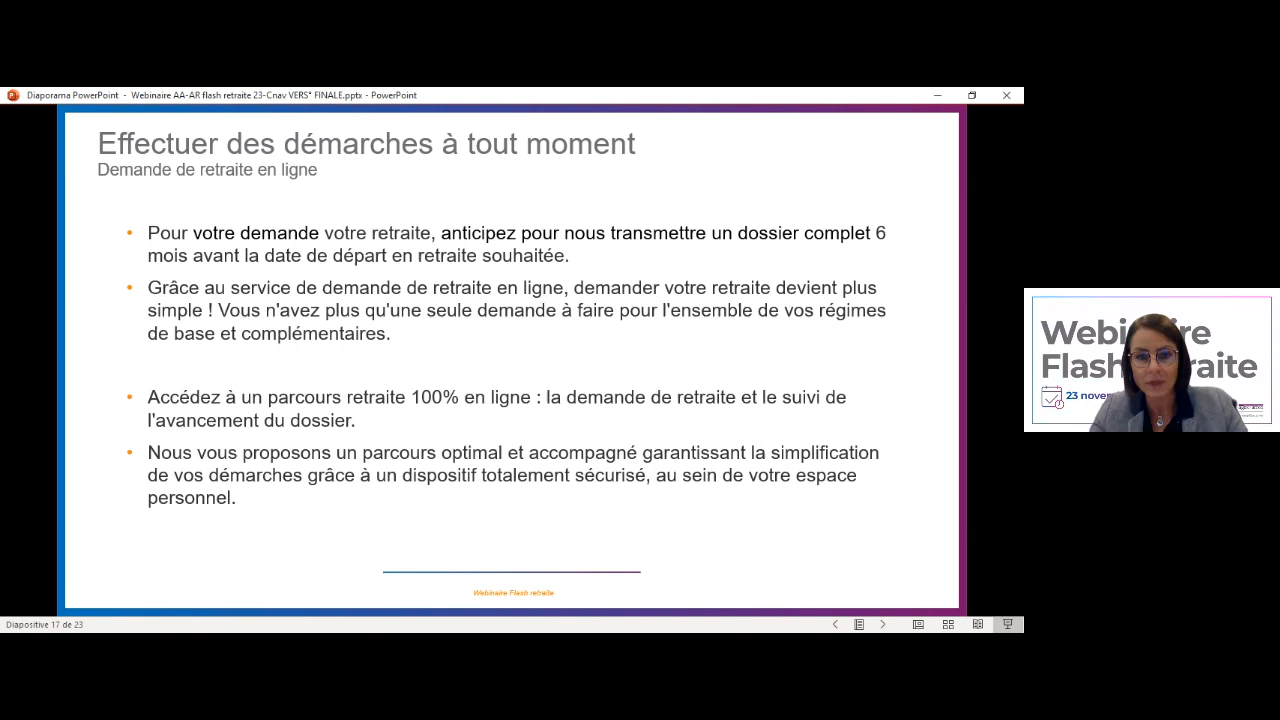 Diaporama PowerPoint - Webinaire AA-AR flash retraite 23-Cnav VERS° FINALE.pptx - PowerPoint
Effectuer des démarches à tout moment
Demande de retraite en ligne
• Pour votre demande votre retraite, anticipez pour nous transmettre un dossier complet 6
mois avant la date de départ en retraite souhaitée.
• Grâce au service de demande de retraite en ligne, demander votre retraite devient plus
simple ! Vous n'avez plus qu'une seule demande à faire pour l'ensemble de vos régimes
de base et complémentaires.
• Accédez à un parcours retraite 100% en ligne : la demande de retraite et le suivi de
l'avancement du dossier.
• Nous vous proposons un parcours optimal et accompagné garantissant la simplification
de vos démarches grâce à un dispositif totalement sécurisé, au sein de votre espace
personnel.
Webinaire Flash retraite
Diapositive 17 de 23
23